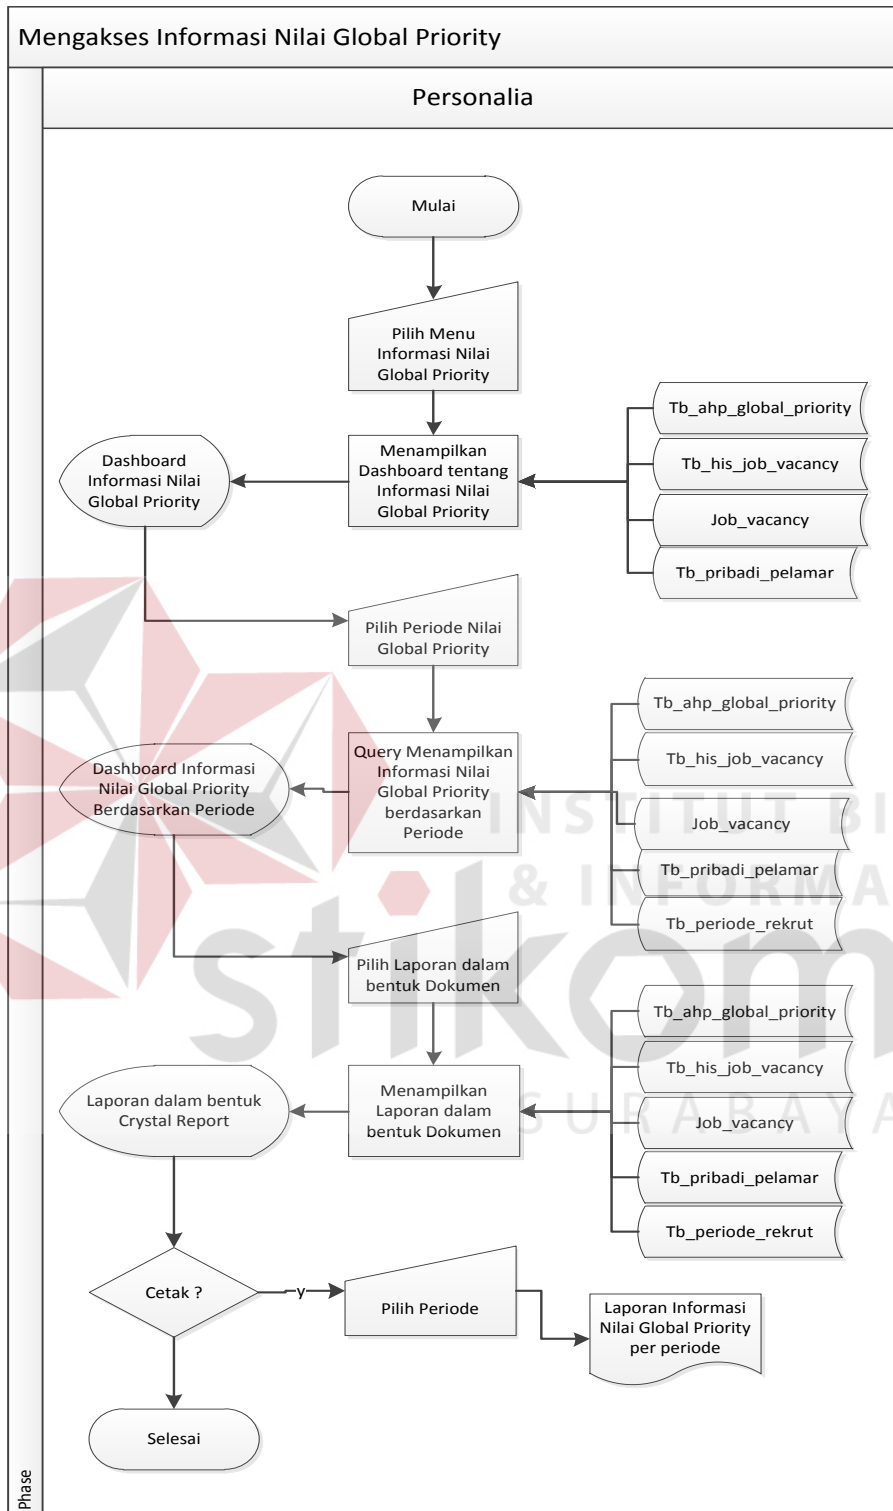 Mengakses Informasi Nilai Global Priority
Personalia
Mulai
Pilih Menu
Informasi Nilai
Global Priority
Tb_ahp_global_priority
Tb_his_job_vacancy
Job_vacancy
Tb_pribadi_pelamar
Menampilkan
Dashboard tentang
Informasi Nilai
Global Priority
Dashboard
Informasi Nilai
Global Priority
Pilih Periode Nilai
Global Priority
Tb_ahp_global_priority
Tb_his_job_vacancy
Job_vacancy
Tb_pribadi_pelamar
Tb_periode_rekrut
Query Menampilkan
Informasi Nilai
Global Priority
berdasarkan
Periode
Dashboard Informasi
Nilai Global Priority
Berdasarkan Periode
INSTITUT BI
& INFORMA
stikom
SURABAYA
Pilih Laporan dalam
bentuk Dokumen
Tb_ahp_global_priority
Tb_his_job_vacancy
Job_vacancy
Tb_pribadi_pelamar
Tb_periode_rekrut
Menampilkan
Laporan dalam
bentuk Dokumen
Laporan dalam bentuk
Crystal Report
Cetak ?
y
Pilih Periode
Laporan Informasi
Nilai Global Priority
per periode
Selesai
Phase